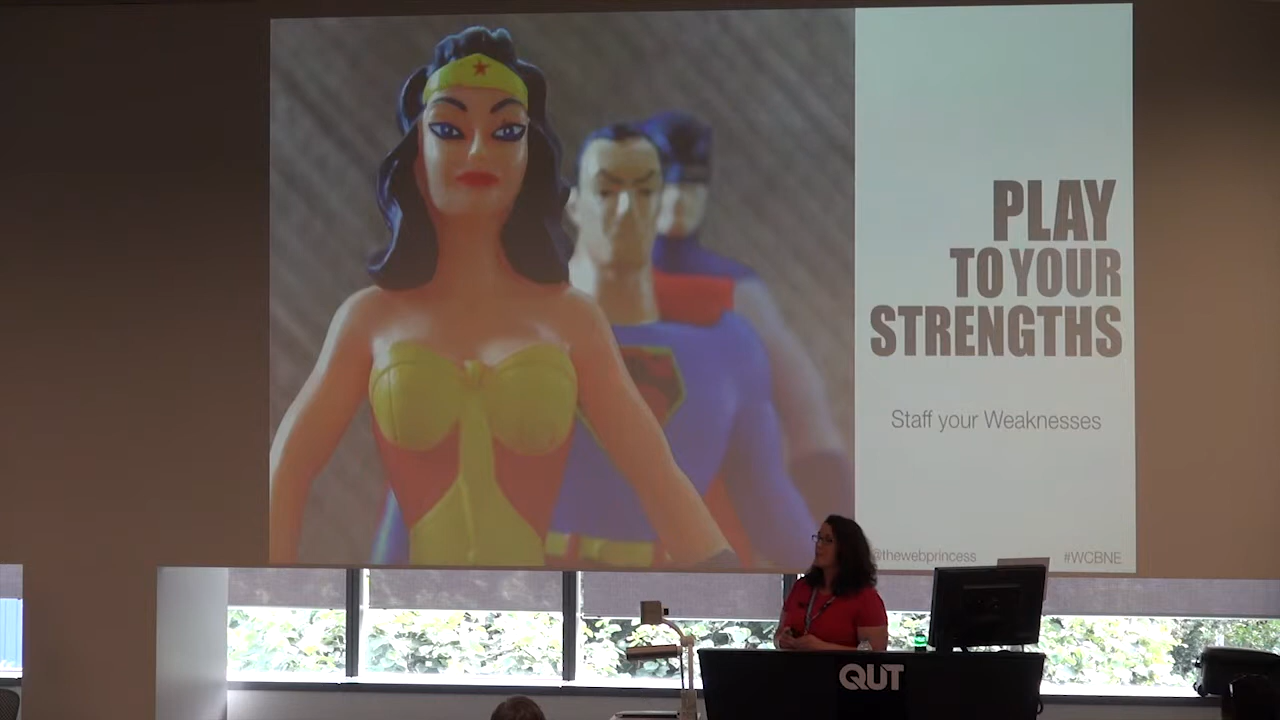 PLAY
TO YOUR
STRENGTHS
Staff your Weaknesses
@thewebprincess
#WCBNE
QUT